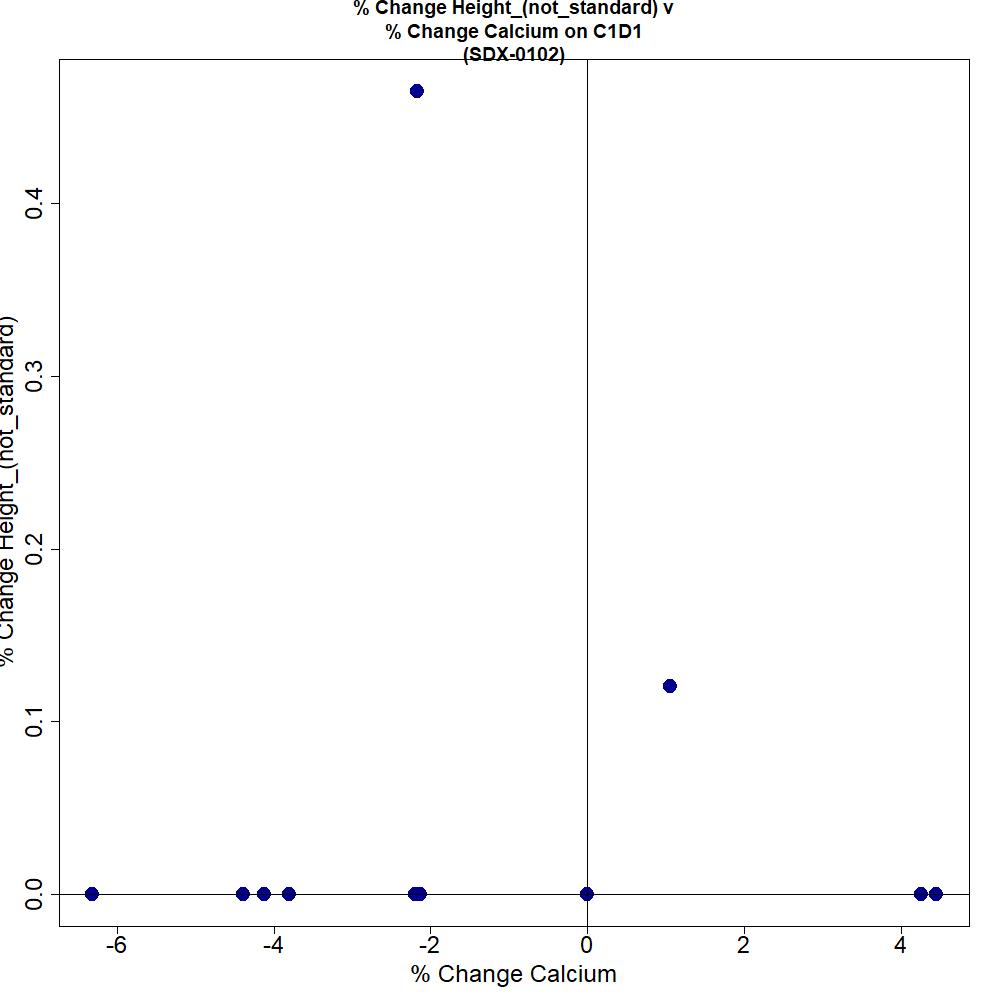 % Change Height_(not_standard) v
% Change Calcium on C1D1
(SDX-0102)
% Change Height_(not_standard)
0.4
0.3
0.2
0.1
0.0
-6
-4
-2
0
2
4
% Change Calcium